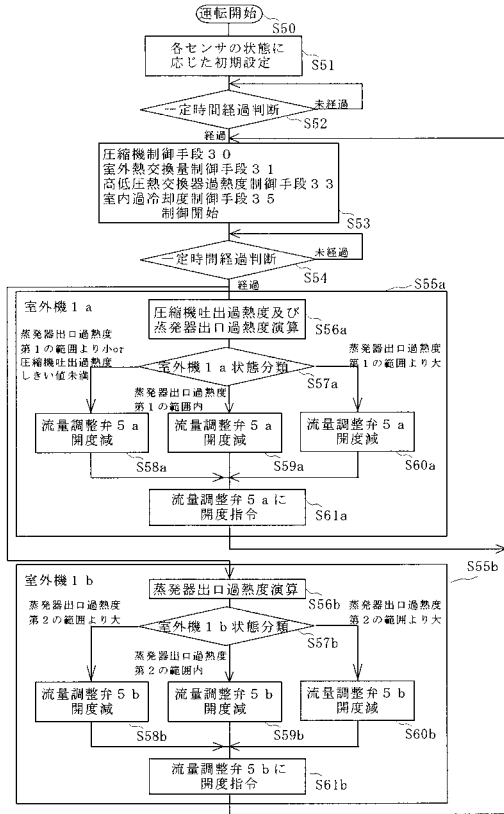 運転開始
S50
各センサの状態に
応じた初期設定
S51
一定時間経過判断
未経過
S52
経過
圧縮機制御手段30
室外熱交換量制御手段31
高低圧熱交換器過熱度制御手段33
室内過冷却度制御手段35
制御開始
S53
一定時間経過判断
未経過
S54
経過
S55a
室外機1a
圧縮機吐出過熱度及び
蒸発器出口過熱度演算
S56a
蒸発器出口過熱度
第1の範囲より小or
圧縮機吐出過熱度
しきい値未満
室外機1a状態分類
S57a
蒸発器出口過熱度
第1の範囲より大
蒸発器出口過熱度
第1の範囲内
流量調整弁5a
開度減
S58a
流量調整弁5a
開度減
S59a
流量調整弁5a
開度減
S60a
流量調整弁5aに
開度指令
S61a
S55b
室外機1b
蒸発器出口過熱度演算
S56b
蒸発器出口過熱度
第2の範囲より大
室外機1b状態分類
S57b
蒸発器出口過熱度
第2の範囲より大
蒸発器出口過熱度
第2の範囲内
流量調整弁5b
開度減
S58b
流量調整弁5b
開度減
S59b
流量調整弁5b
開度減
S60b
流量調整弁5bに
開度指令
S61b